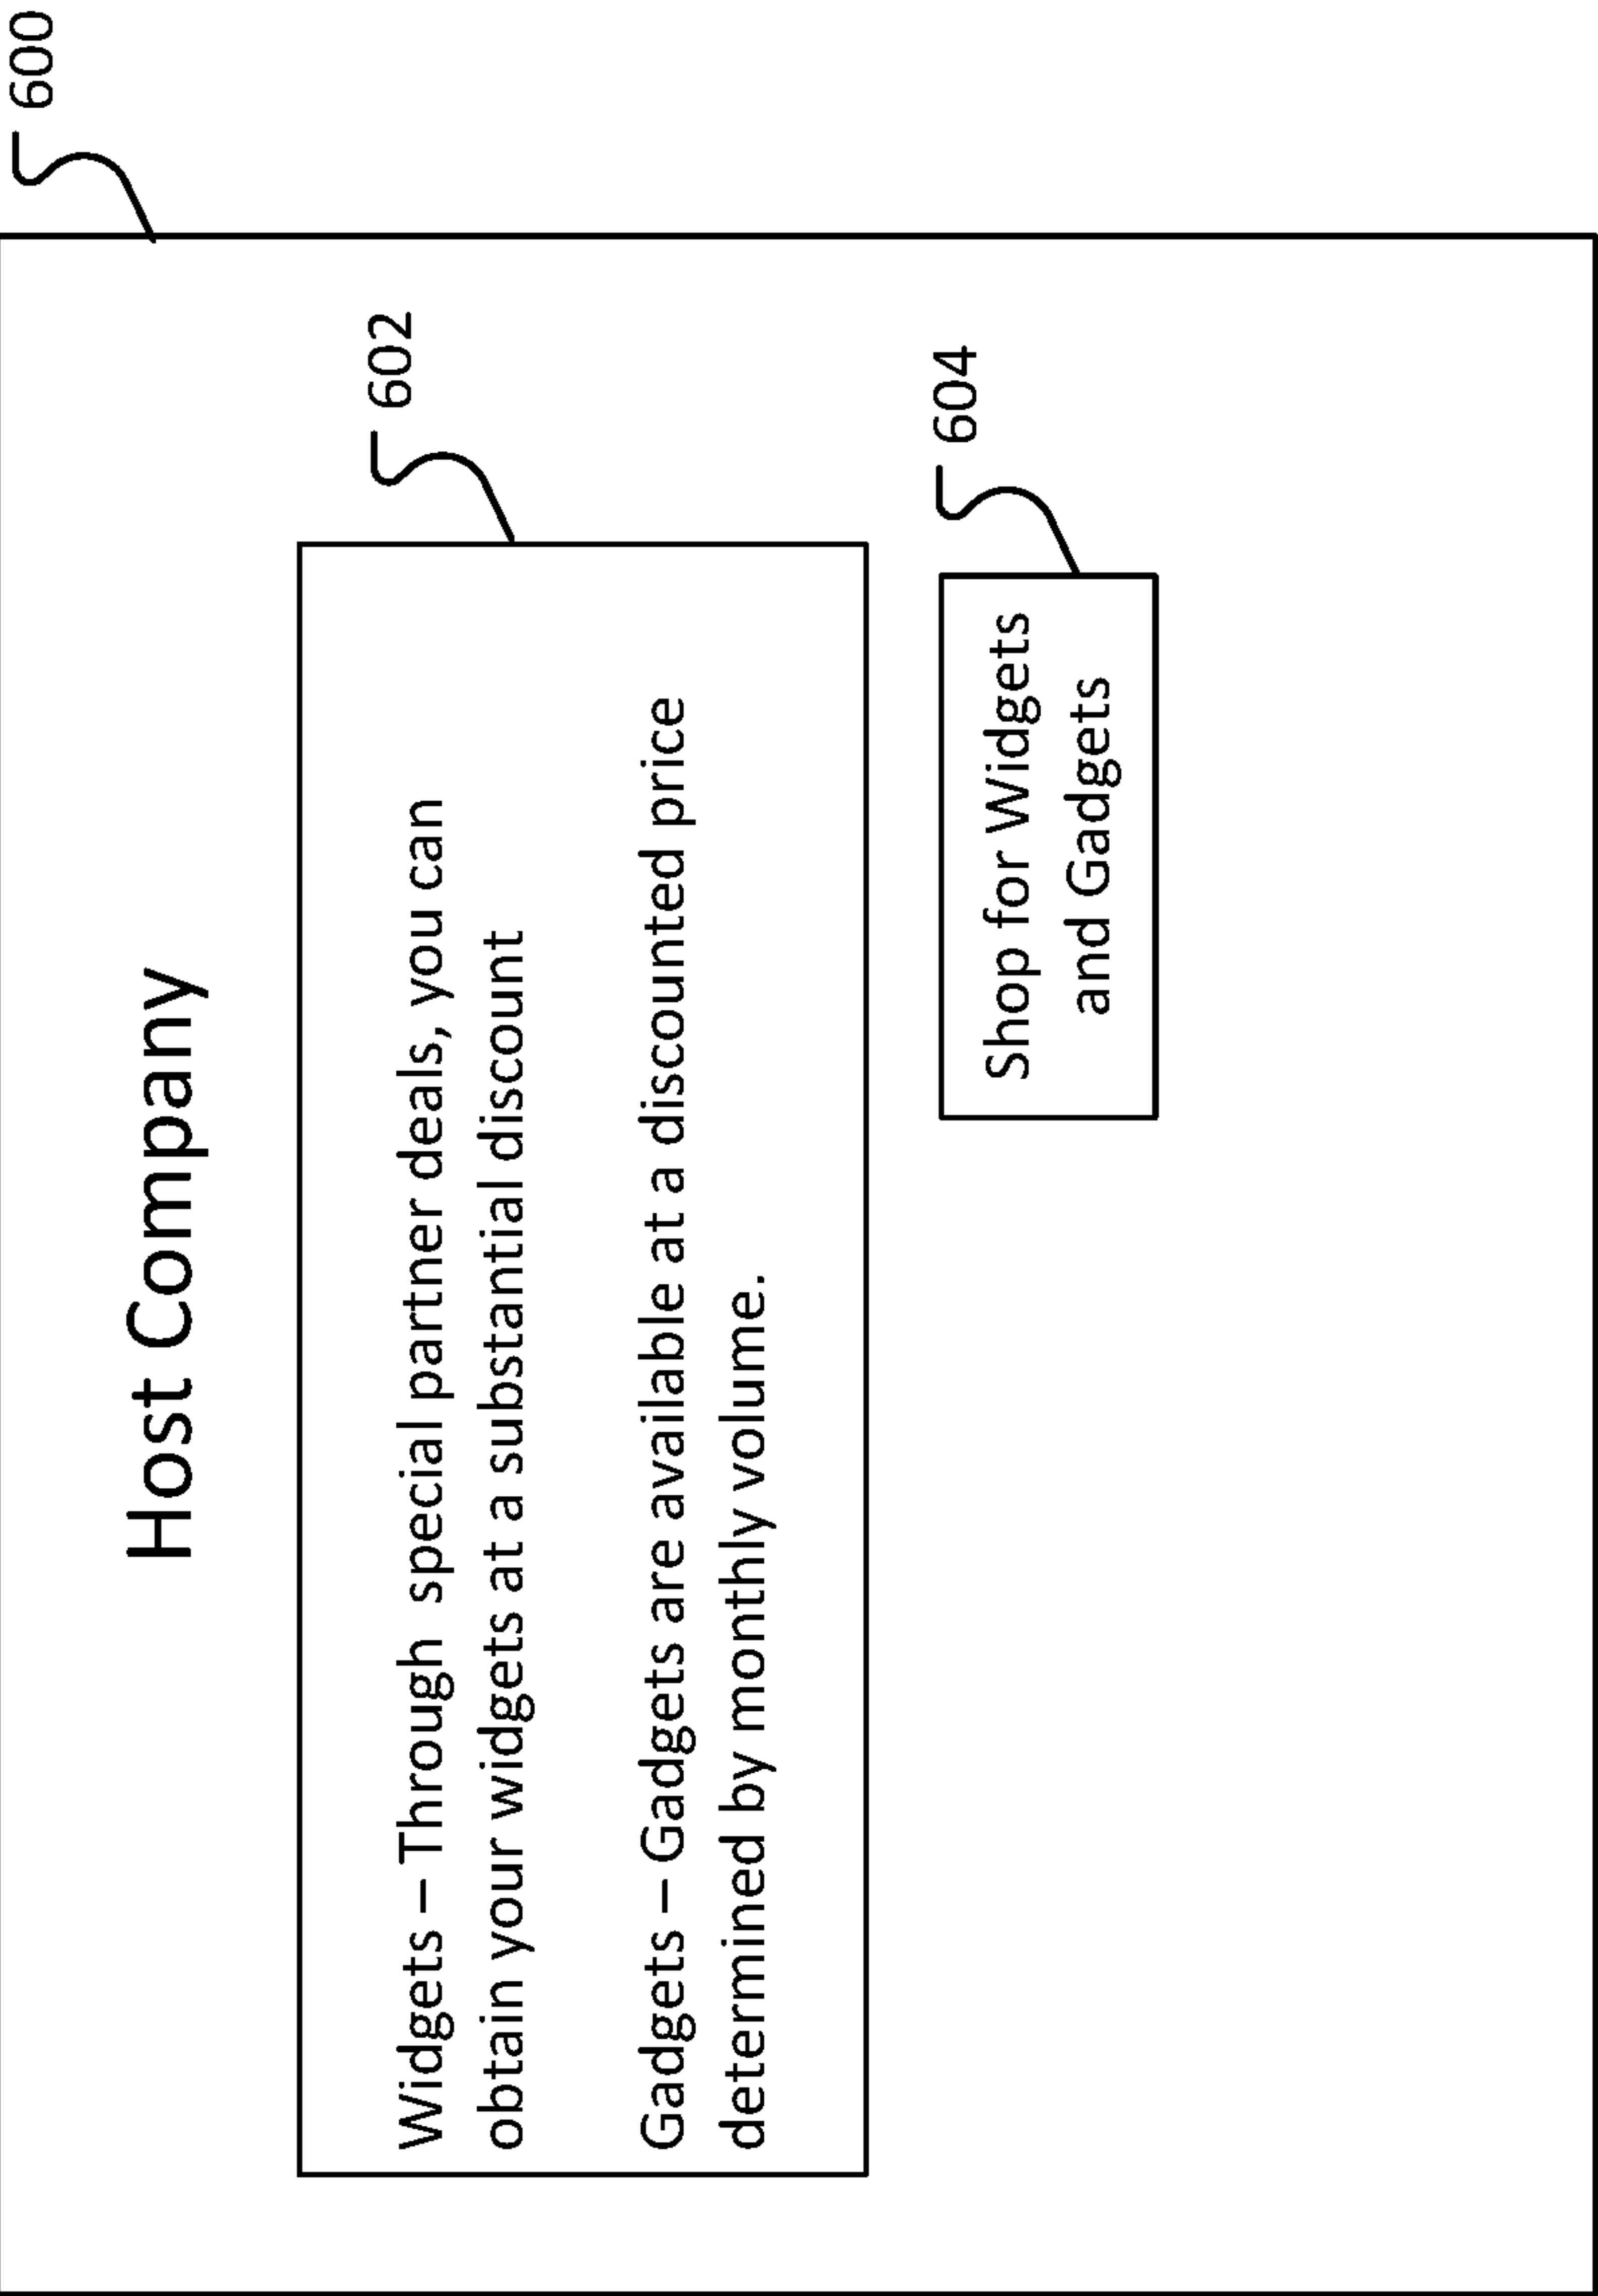 600
Host Company
602
Widgets – Through special partner deals, you can
obtain your widgets at a substantial discount
Gadgets – Gadgets are available at a discounted price
determined by monthly volume.
604
Shop for Widgets
and Gadgets